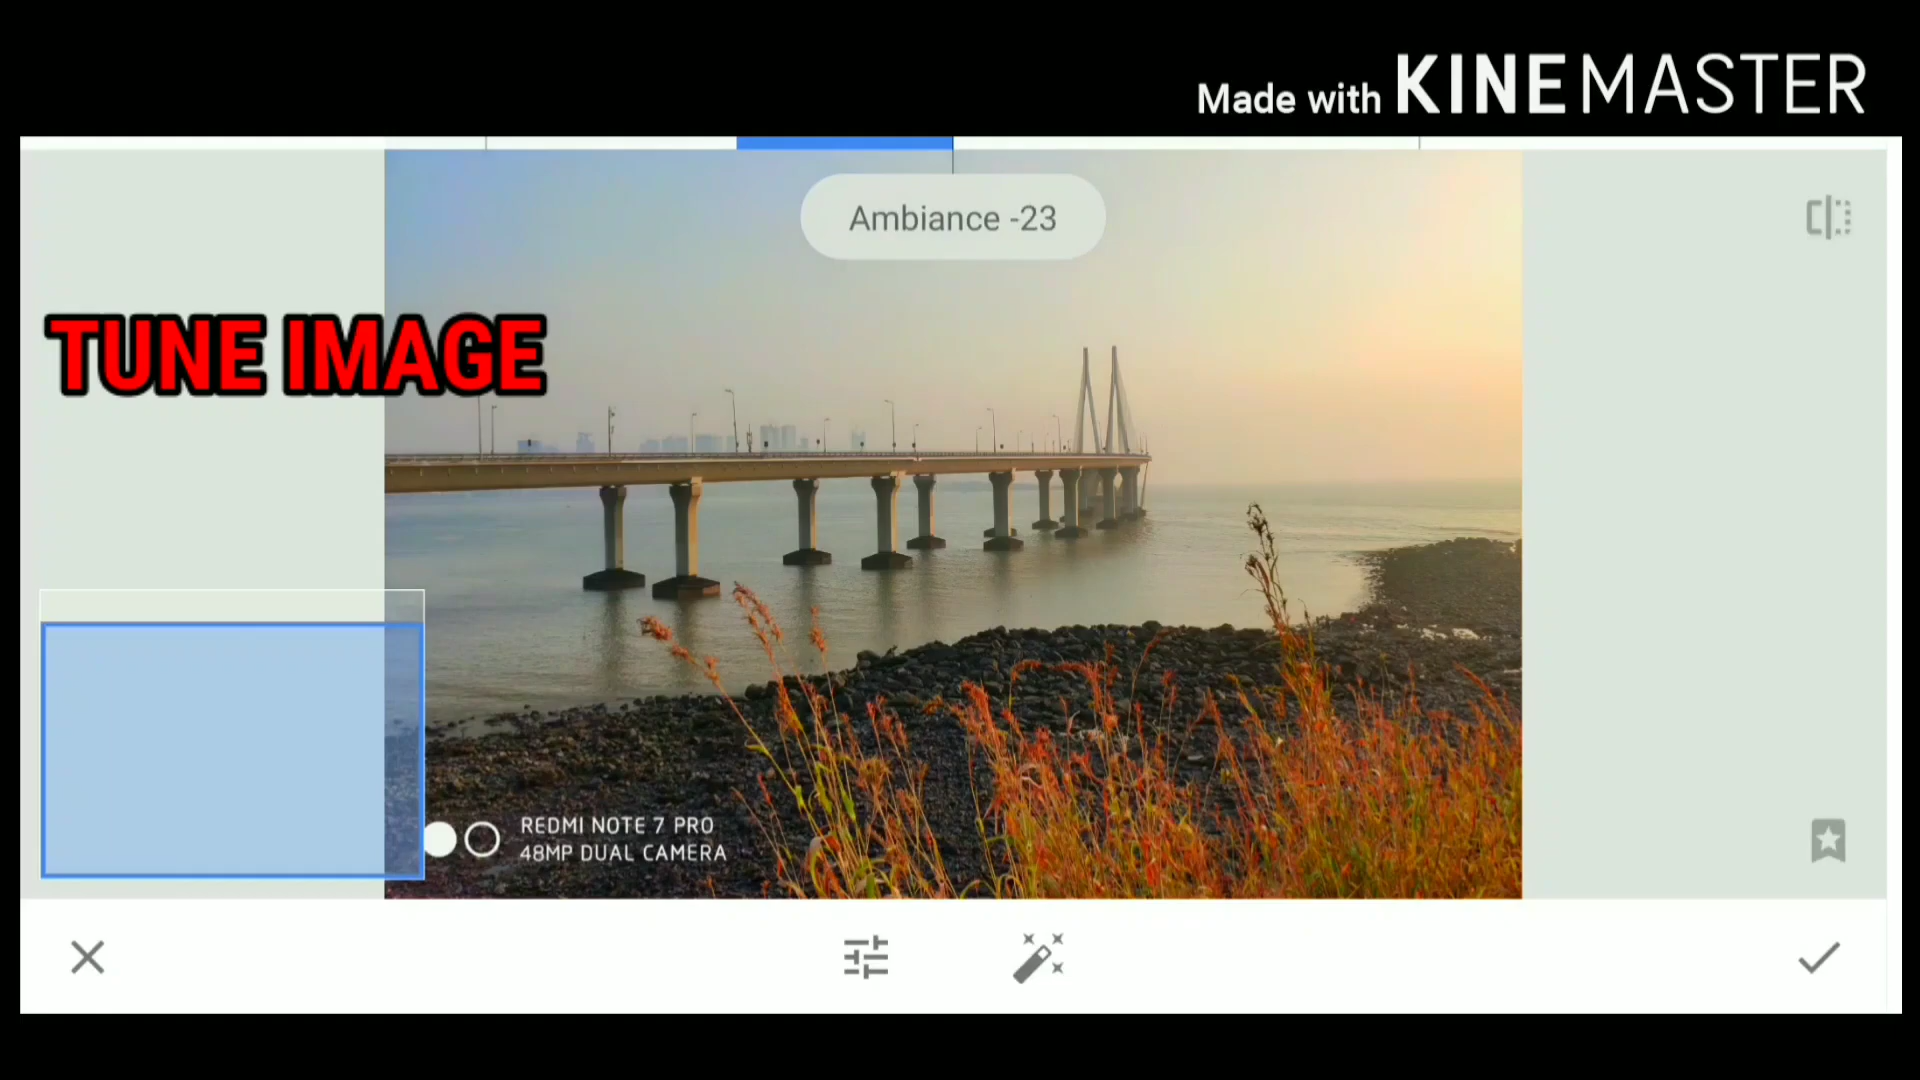 Made with KINEMASTER
Ambiance -23
TUNE IMAGE
REDMI NOTE 7 PRO
48MP DUAL CAMERA